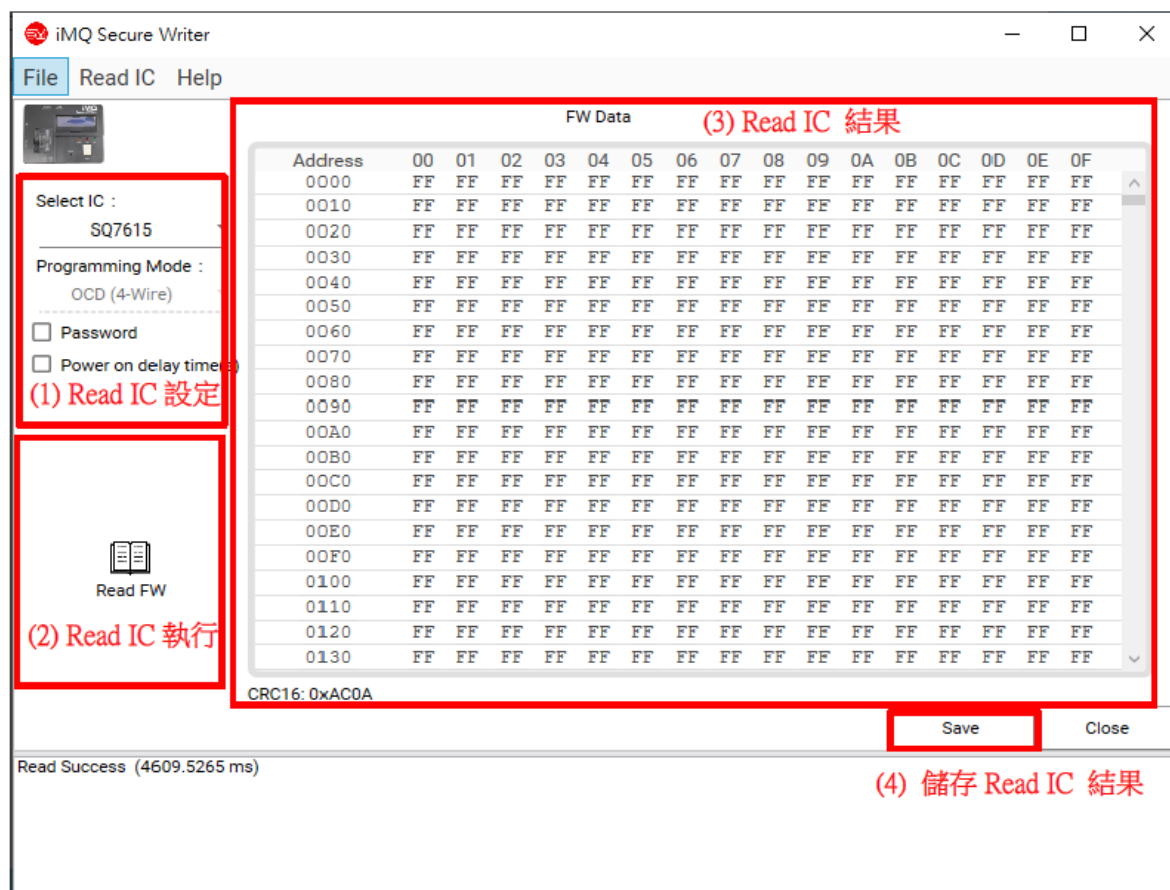 iMQ Secure Writer
File Read IC Help
FW Data
(3) Read IC 結果
Address 00 01 02 03 04 05 06 07 08 09 0A 0B 0C 0D 0E 0F
0000 FF FF FF FF FF FF FF FF FF FF FF FF FF FF FF FF
0010 FF FF FF FF FF FF FF FF FF FF FF FF FF FF FF FF
0020 FF FF FF FF FF FF FF FF FF FF FF FF FF FF FF FF
0030 FF FF FF FF FF FF FF FF FF FF FF FF FF FF FF FF
0040 FF FF FF FF FF FF FF FF FF FF FF FF FF FF FF FF
0050 FF FF FF FF FF FF FF FF FF FF FF FF FF FF FF FF
0060 FF FF FF FF FF FF FF FF FF FF FF FF FF FF FF FF
0070 FF FF FF FF FF FF FF FF FF FF FF FF FF FF FF FF
0080 FF FF FF FF FF FF FF FF FF FF FF FF FF FF FF FF
0090 FF FF FF FF FF FF FF FF FF FF FF FF FF FF FF FF
00A0 FF FF FF FF FF FF FF FF FF FF FF FF FF FF FF FF
00B0 FF FF FF FF FF FF FF FF FF FF FF FF FF FF FF FF
00C0 FF FF FF FF FF FF FF FF FF FF FF FF FF FF FF FF
00D0 FF FF FF FF FF FF FF FF FF FF FF FF FF FF FF FF
00E0 FF FF FF FF FF FF FF FF FF FF FF FF FF FF FF FF
00F0 FF FF FF FF FF FF FF FF FF FF FF FF FF FF FF FF
0100 FF FF FF FF FF FF FF FF FF FF FF FF FF FF FF FF
0110 FF FF FF FF FF FF FF FF FF FF FF FF FF FF FF FF
0120 FF FF FF FF FF FF FF FF FF FF FF FF FF FF FF FF
0130 FF FF FF FF FF FF FF FF FF FF FF FF FF FF FF FF
CRC16: 0xAC0A
Select IC :
SQ7615
Programming Mode :
OCD (4-Wire)
Password
Power on delay time(s)
(1) Read IC 設定
Read FW
(2) Read IC 執行
Save Close
Read Success (4609.5265 ms)
(4) 儲存 Read IC 結果